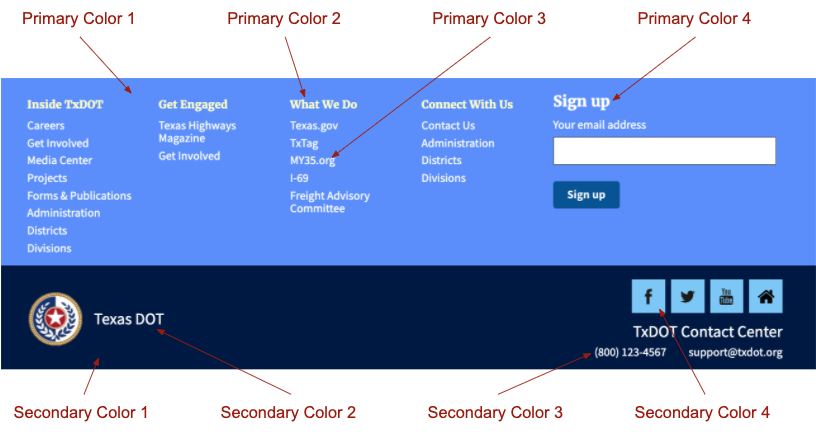 Primary Color 1
Primary Color 2
Primary Color 3
Primary Color 4
Inside TxDOT
Careers
Get Involved
Media Center
Projects
Forms & Publications
Administration
Districts
Divisions
Get Engaged
Texas Highways
Magazine
Get Involved
What We Do
Texas.gov
TxTag
MY35.org
I-69
Freight Advisory
Committee
Connect With Us
Contact Us
Administration
Districts
Divisions
Sign up
Your email address
Sign up
Texas DOT
f
You
Tube
TxDOT Contact Center
(800) 123-4567
support@txdot.org
Secondary Color 1
Secondary Color 2
Secondary Color 3
Secondary Color 4